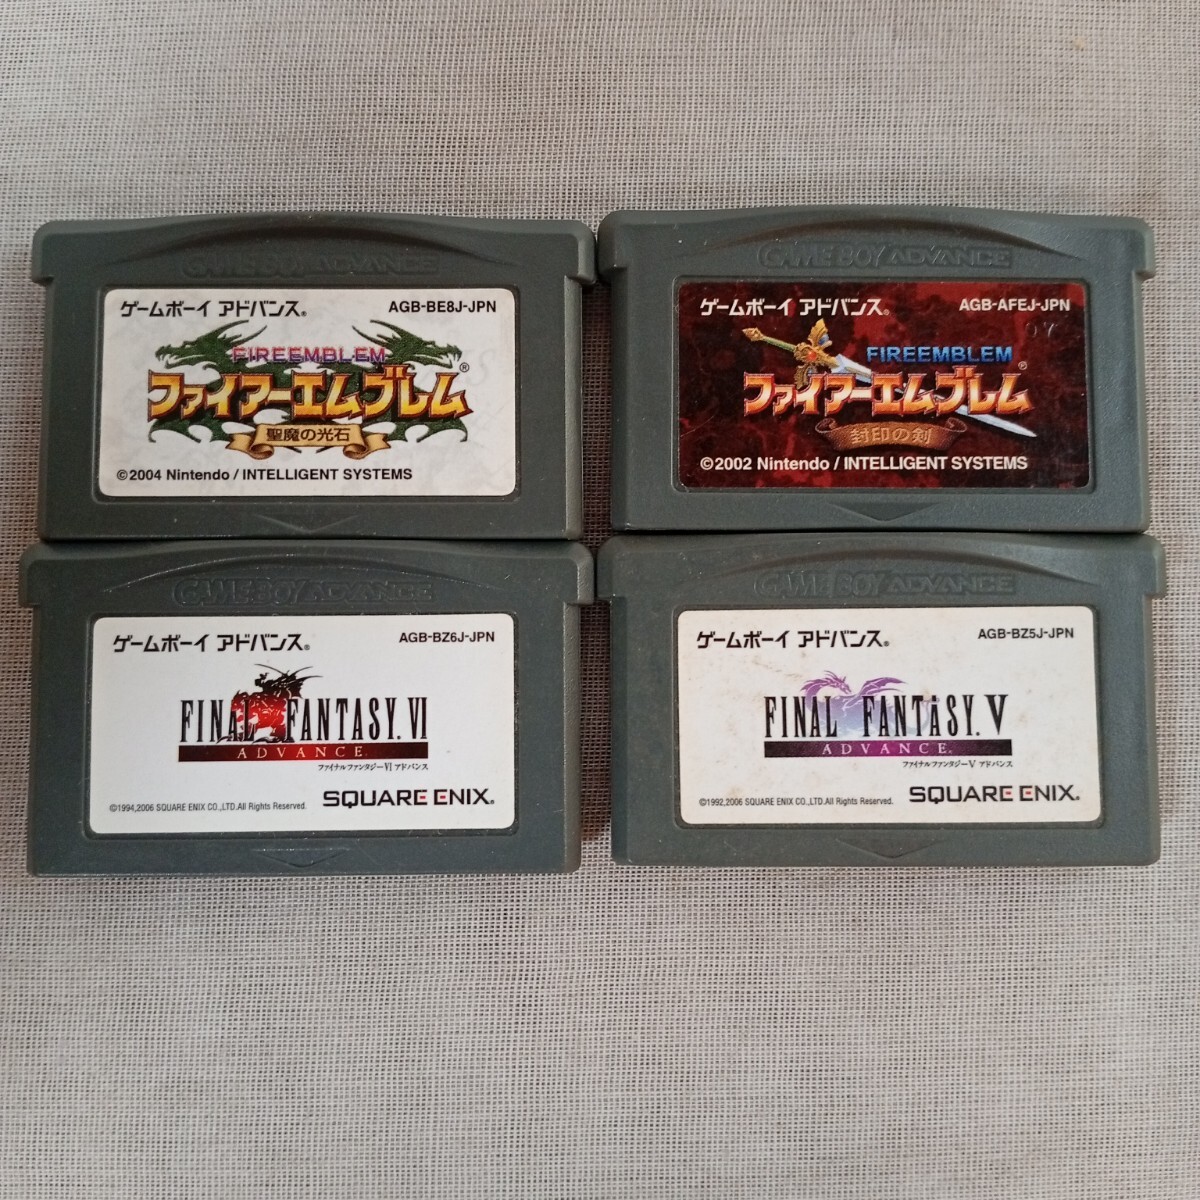 GAME BOY ADVANCE
ゲームボーイ アドバンス®
AGB-BE8J-JPN
FIREEMBLEM
ファイアーエムブレム®
聖魔の光石
©2004 Nintendo / INTELLIGENT SYSTEMS
GAME BOY ADVANCE
ゲームボーイ アドバンス®
AGB-AFEJ-JPN
FIREEMBLEM
ファイアーエムブレム®
封印の剣
©2002 Nintendo / INTELLIGENT SYSTEMS
GAME BOY ADVANCE
ゲームボーイ アドバンス®
AGB-BZ6J-JPN
FINAL FANTASY. VI
ADVANCE.
ファイナルファンタジーVI アドバンス
©1994,2006 SQUARE ENIX CO.,LTD.All Rights Reserved.
SQUARE ENIX®
GAME BOY ADVANCE
ゲームボーイ アドバンス®
AGB-BZ5J-JPN
FINAL FANTASY. V
ADVANCE.
ファイナルファンタジーV アドバンス
©1992,2006 SQUARE ENIX CO.,LTD.All Rights Reserved.
SQUARE ENIX®